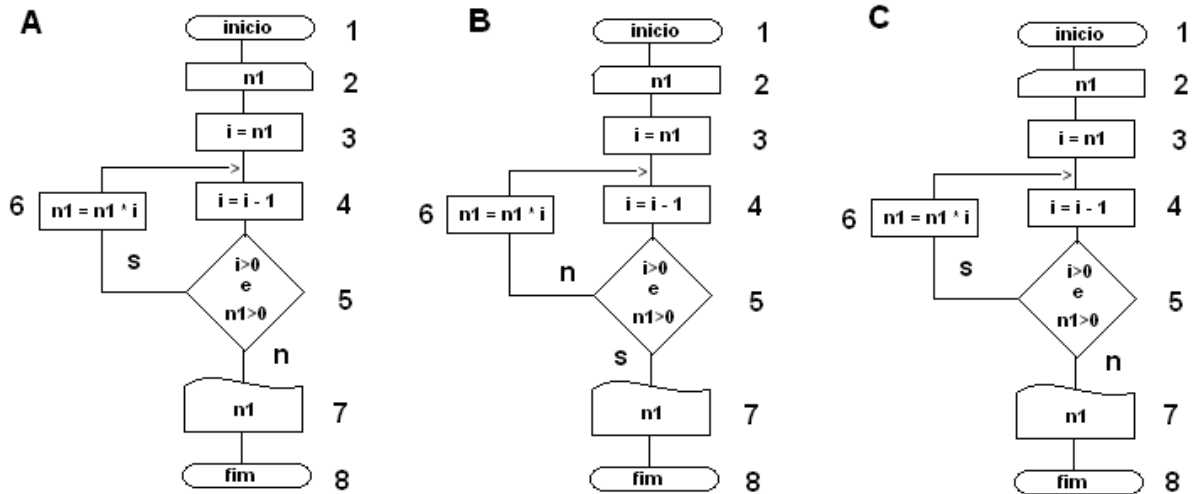 A
inicio 1
n1 2
i = n1 3
>
6 n1 = n1 * i
i = i - 1 4
s
i>0
e
n1>0
5
n
n1 7
fim 8
B
inicio 1
n1 2
i = n1 3
>
6 n1 = n1 * i
i = i - 1 4
n
i>0
e
n1>0
5
s
n1 7
fim 8
C
inicio 1
n1 2
i = n1 3
>
6 n1 = n1 * i
i = i - 1 4
s
i>0
e
n1>0
5
n
n1 7
fim 8